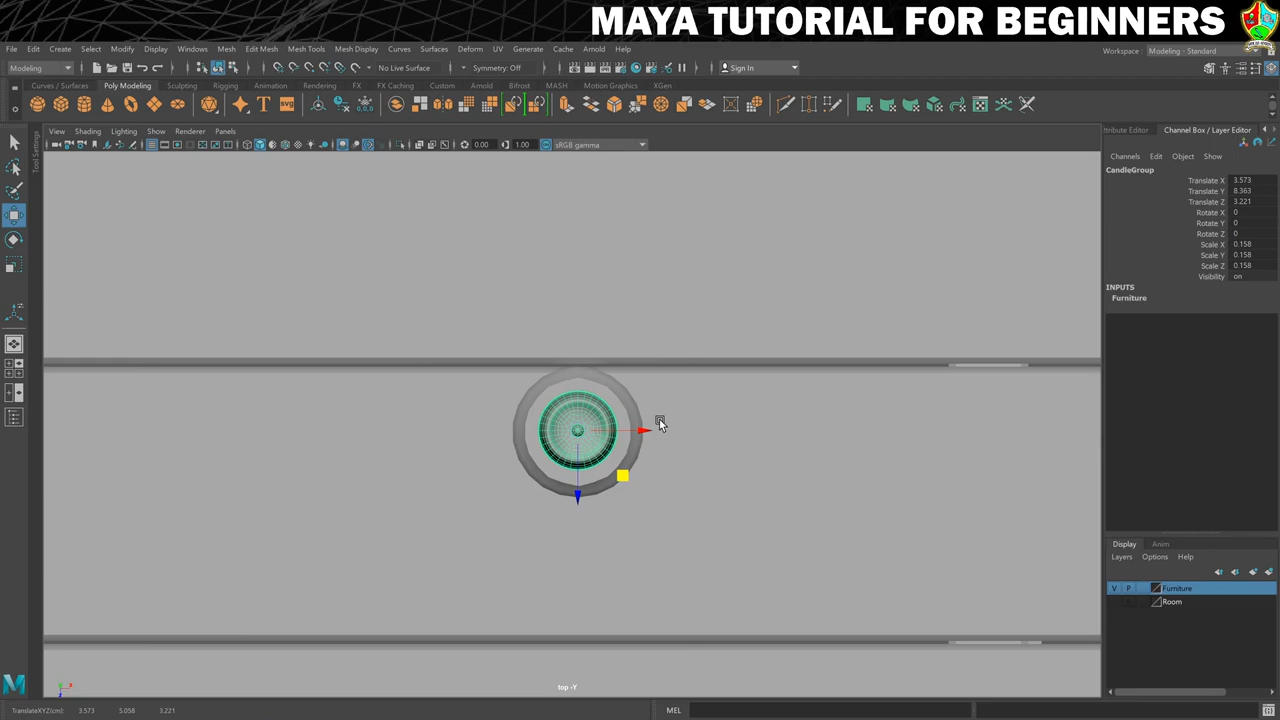 MAYA TUTORIAL FOR BEGINNERS
File Edit Create Select Modify Display Windows Mesh Edit Mesh Mesh Tools Mesh Display Curves Surfaces Deform UV Generate Cache Arnold Help
Workspace : Modeling - Standard
Modeling No Live Surface Symmetry: Off Sign In
Curves / Surfaces Poly Modeling Sculpting Rigging Animation Rendering FX FX Caching Custom Arnold Bifrost MASH Motion Graphics XGen
T SVG
View Shading Lighting Show Renderer Panels
ttribute Editor Channel Box / Layer Editor
0.00 1.00 sRGB gamma
Tool Settings
Channels Edit Object Show
CandleGroup
Translate X 3.573
Translate Y 8.363
Translate Z 3.221
Rotate X 0
Rotate Y 0
Rotate Z 0
Scale X 0.158
Scale Y 0.158
Scale Z 0.158
Visibility on
INPUTS
Furniture
Display Anim
Layers Options Help
V P Furniture
Room
top -Y
TranslateXYZ(cm): 3.573 5.058 3.221
MEL